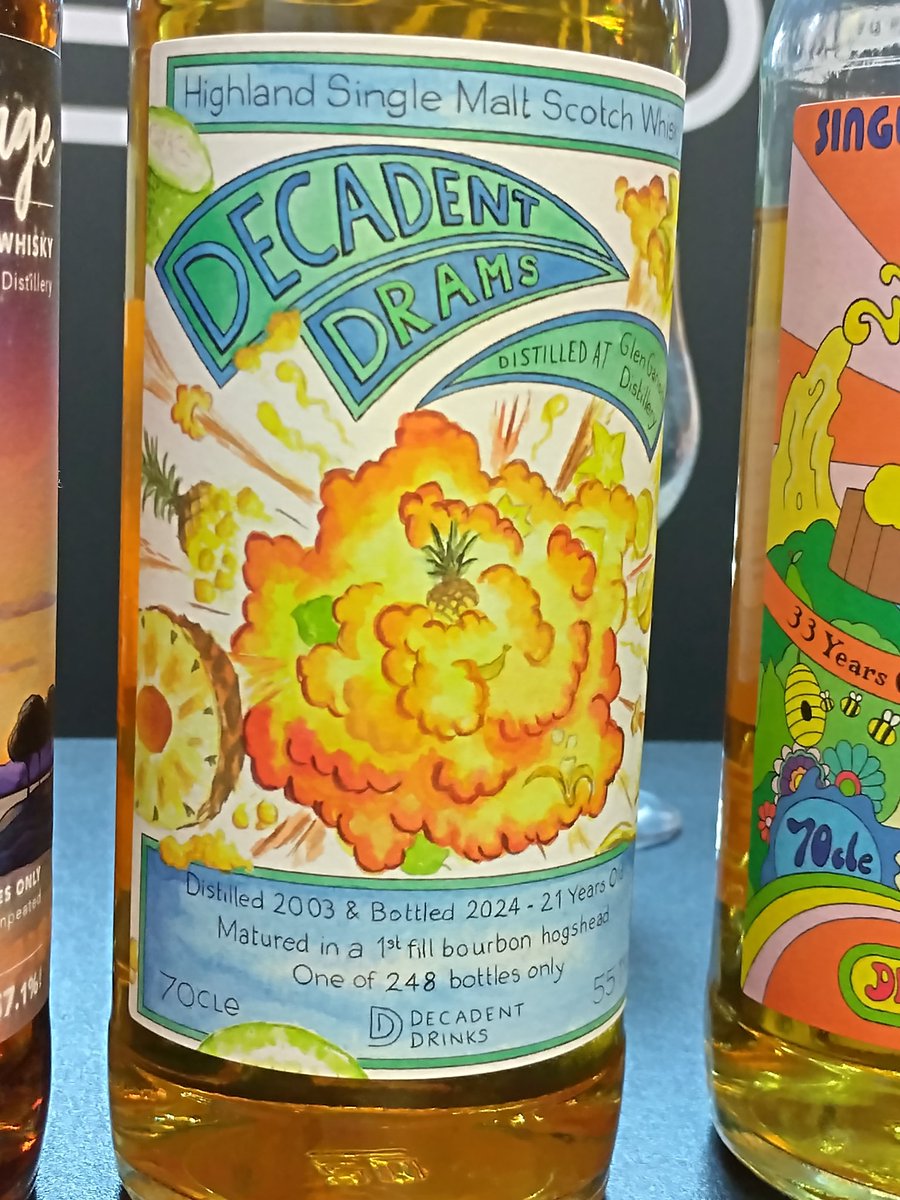 Highland Single Malt Scotch
DECADENT
DRAMS
DISTILLED AT
Distillery
Distilled 2003 & Bottled 2024 - 21 Years Old
Matured in a 1st fill bourbon hogshead
One of 248 bottles only
70cle
DECADENT
DRINKS
WHISKY
Distillery
ONLY
33 Years
70cle